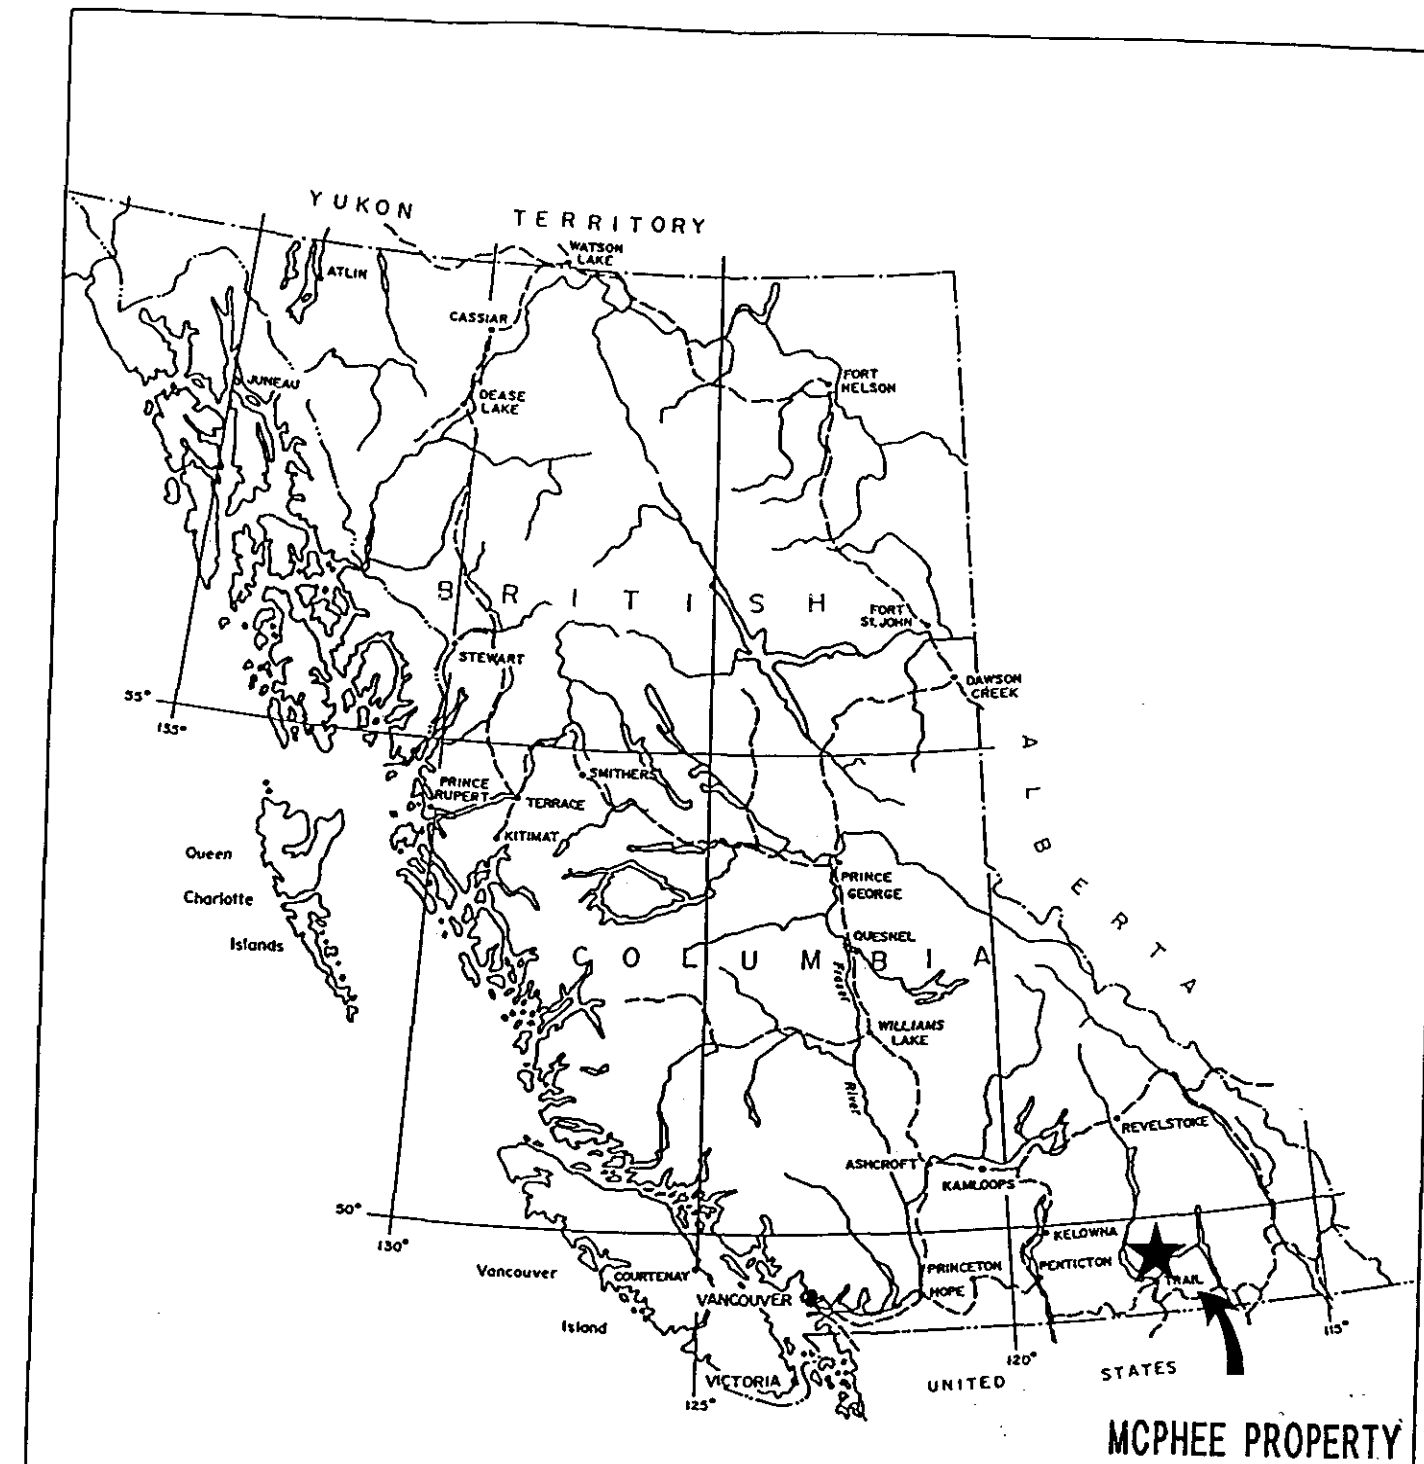 YUKON TERRITORY
WATSON
LAKE
ATLIN
CASSIAR
JUNEAU
DEASE
LAKE
FORT
NELSON
BRITISH
FORT
St. JOHN
STEWART
DAWSON
CREEK
55°
135°
ALBERTA
PRINCE
RUPERT
SMITHERS
TERRACE
KITIMAT
Queen
Charlotte
Islands
PRINCE
GEORGE
QUESNEL
COLUMBIA
Fraser
River
WILLIAMS
LAKE
REVELSTOKE
ASHCROFT
KAMLOOPS
50°
130°
KELOWNA
Vancouver
Island
COURTENAY
PRINCETON
PENTICTON
TRAIL
VANCOUVER
HOPE
115°
120°
VICTORIA
125°
UNITED STATES
MCPHEE PROPERTY